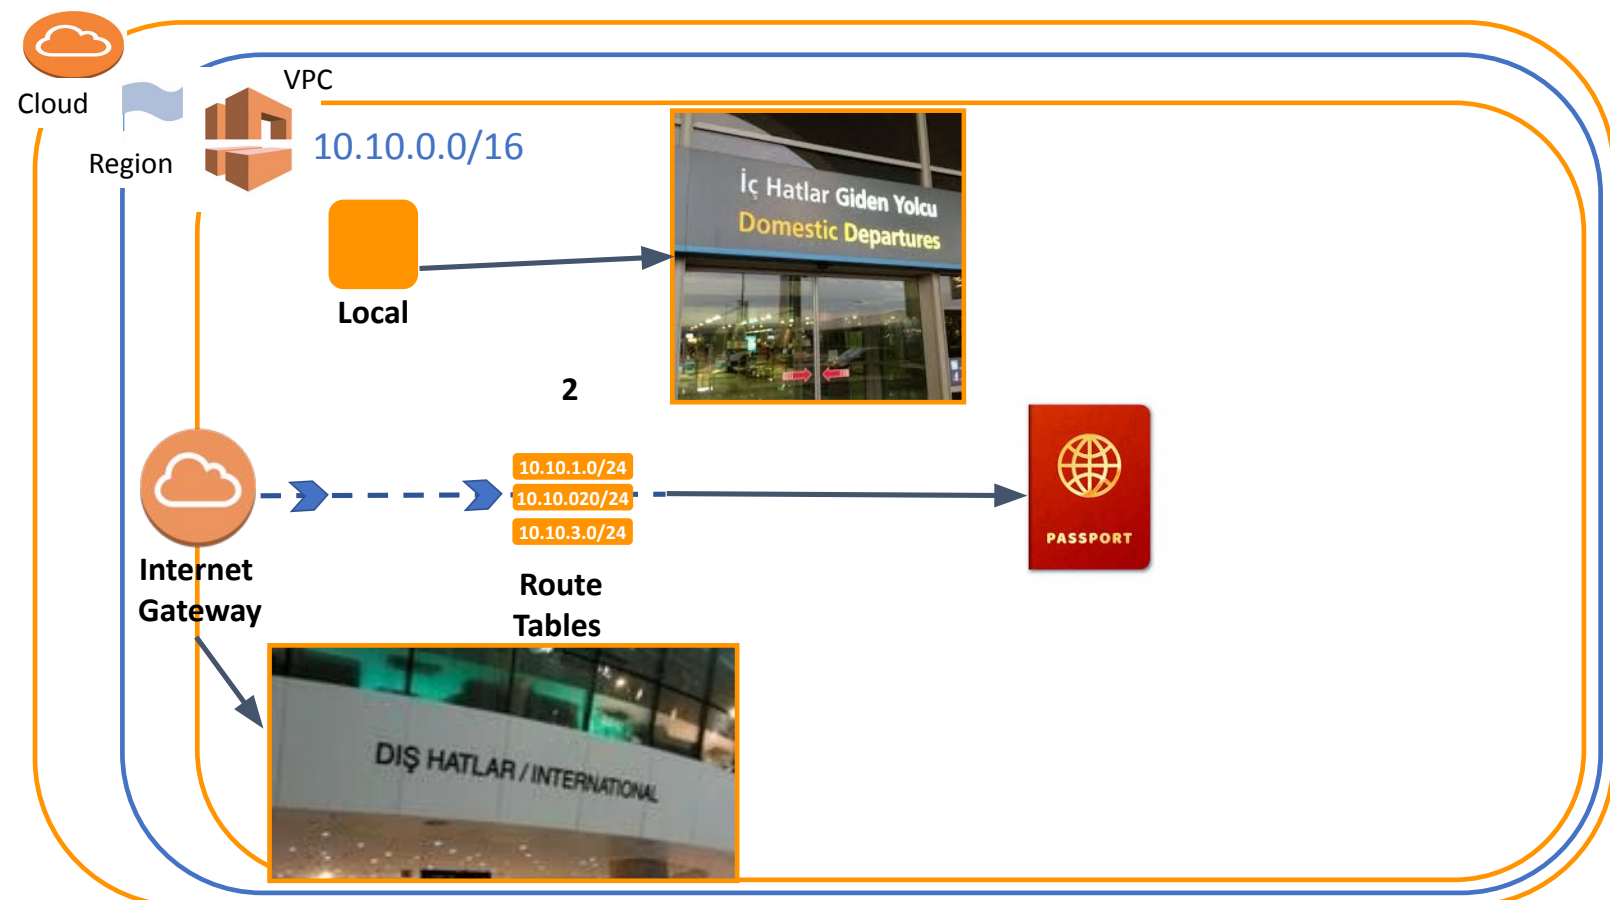 VPC
Cloud
10.10.0.0/16
Region
İç Hatlar Giden Yolcu
Domestic Departures
Local
2
10.10.1.0/24
10.10.020/24
10.10.3.0/24
PASSPORT
Internet
Gateway
Route
Tables
DIŞ HATLAR / INTERNATIONAL